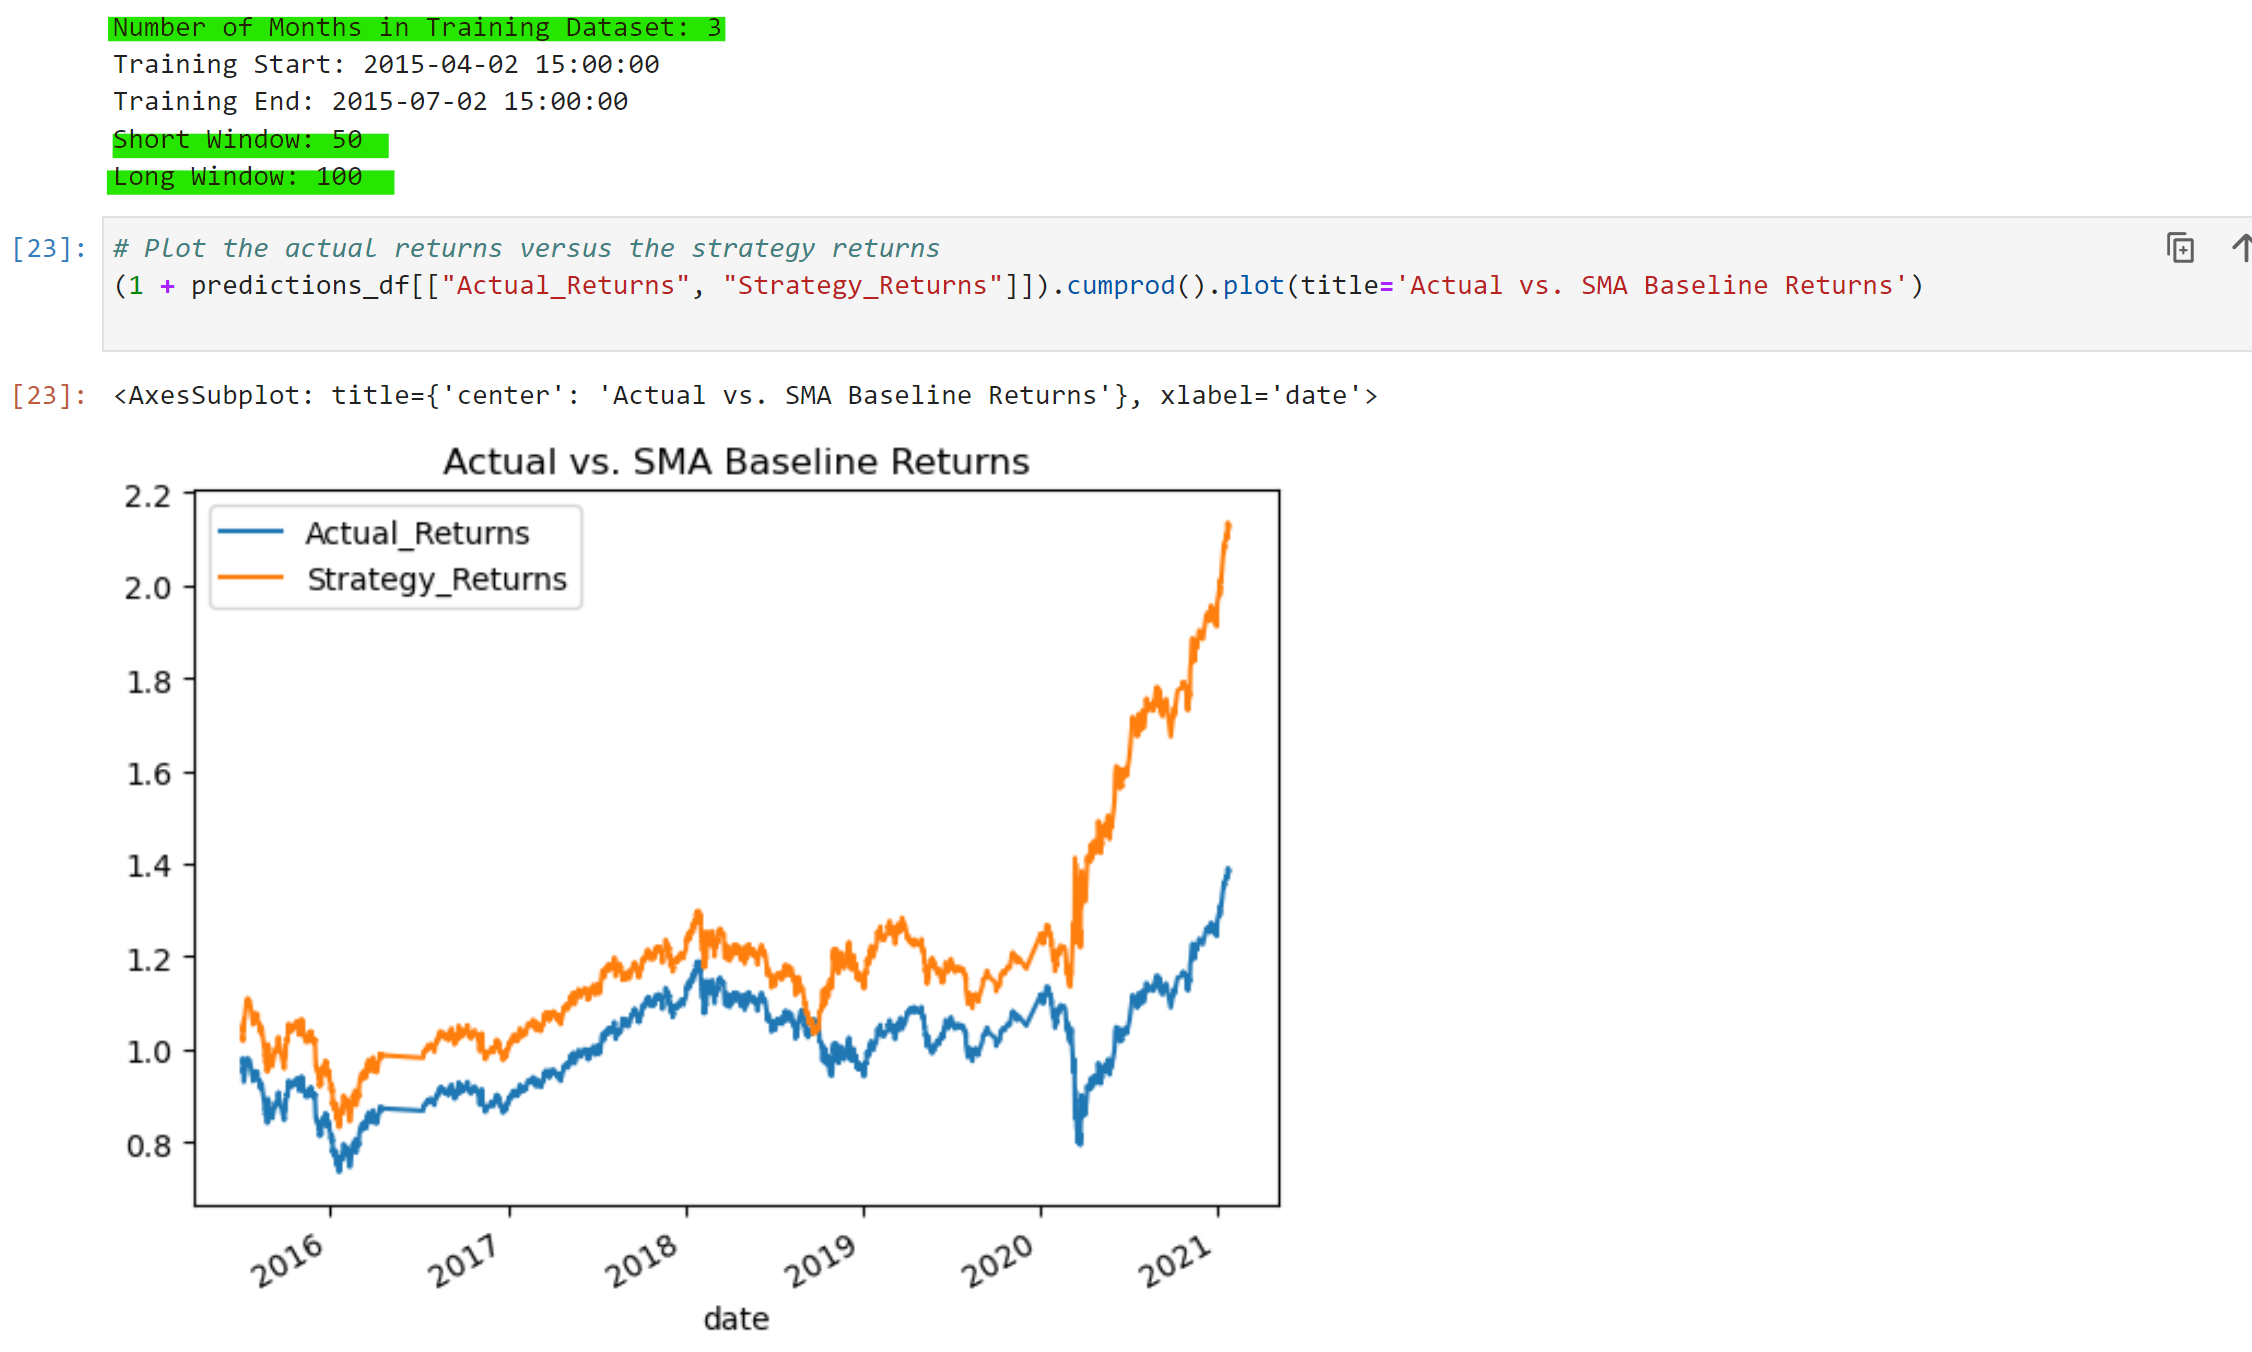 Number of Months in Training Dataset: 3
Training Start: 2015-04-02 15:00:00
Training End: 2015-07-02 15:00:00
Short Window: 50
Long Window: 100
[23]:
# Plot the actual returns versus the strategy returns
(1 + predictions_df[["Actual_Returns", "Strategy_Returns"]]).cumprod().plot(title='Actual vs. SMA Baseline Returns')
[23]: <AxesSubplot: title={'center': 'Actual vs. SMA Baseline Returns'}, xlabel='date'>
Actual vs. SMA Baseline Returns
Actual_Returns
Strategy_Returns
2.2
2.0
1.8
1.6
1.4
1.2
1.0
0.8
2016 2017 2018 2019 2020 2021
date